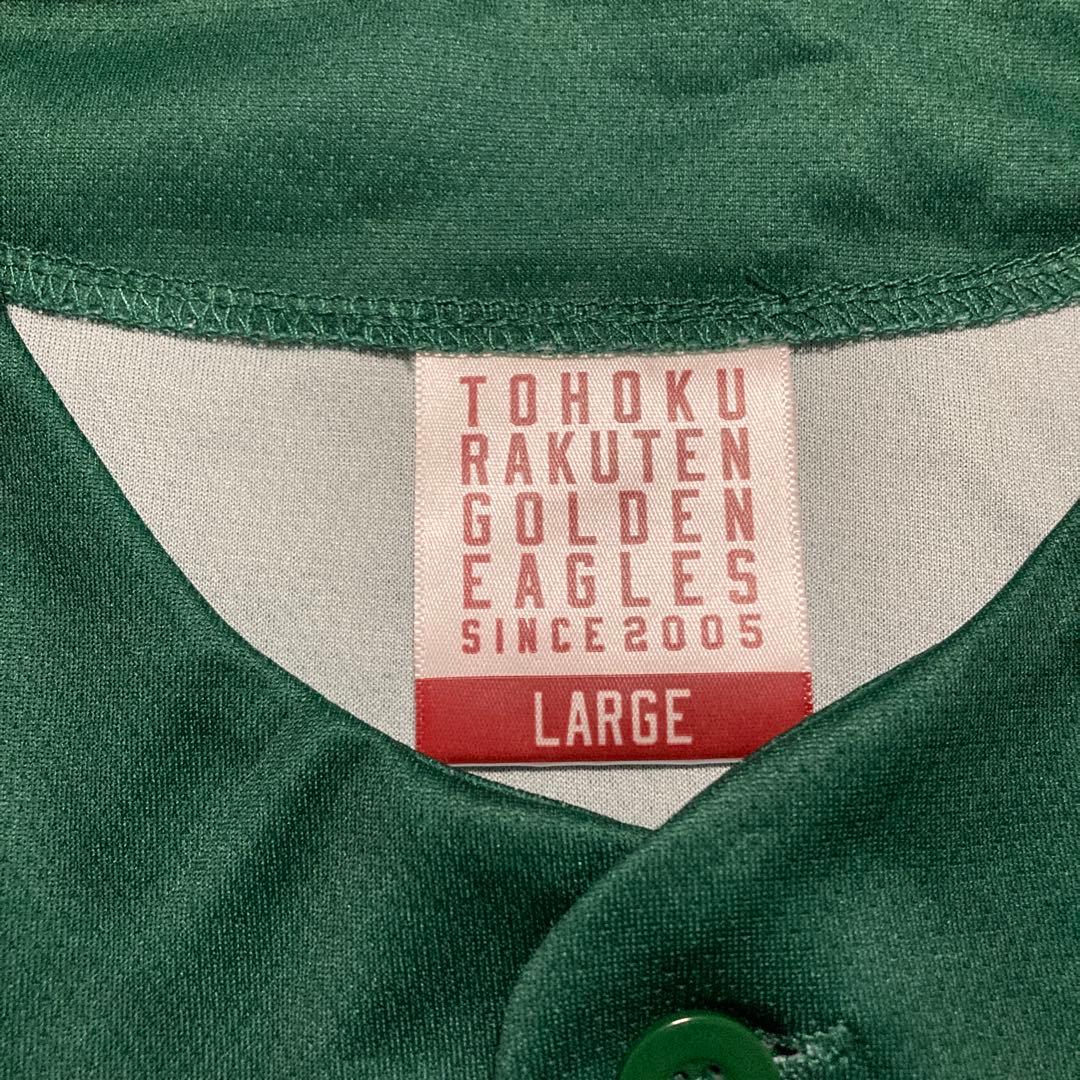 TOHOKU
RAKUTEN
GOLDEN
EAGLES
SINCE 2005
LARGE